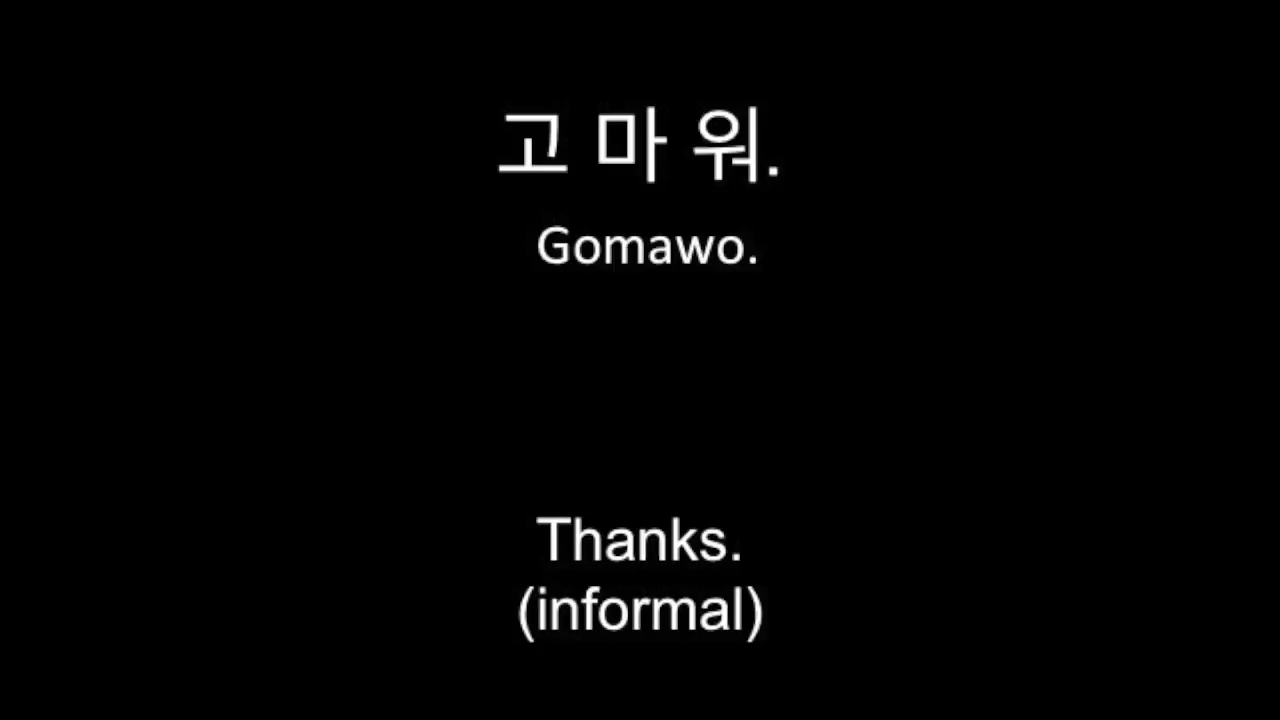 고 마 워.
Gomawo.
Thanks.
(informal)